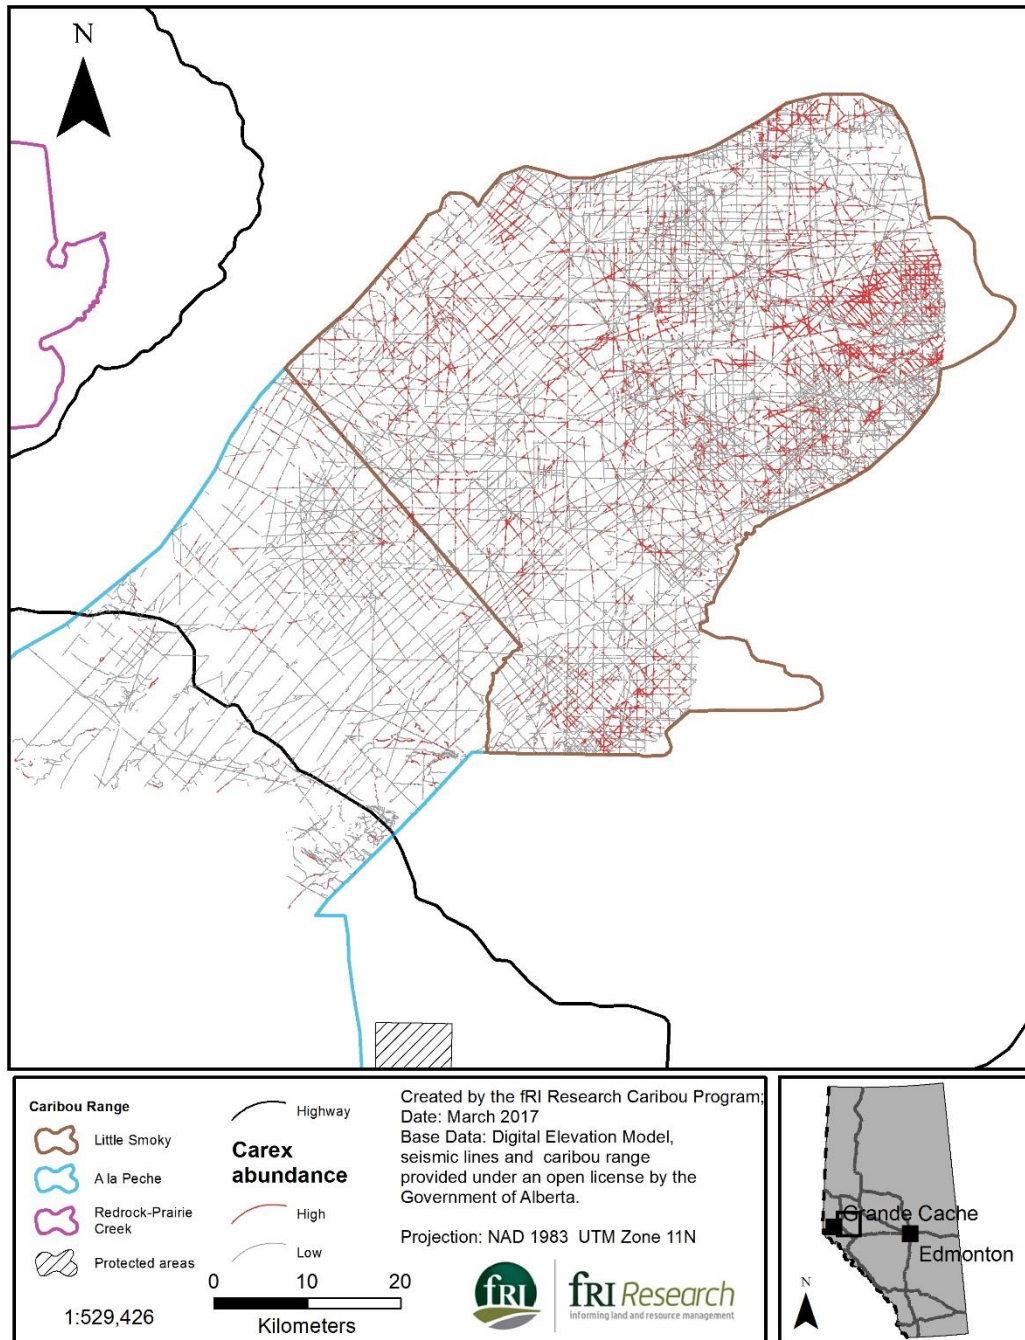 N
Caribou Range
Little Smoky
A la Peche
Redrock-Prairie
Creek
Protected areas
1:529,426
Highway
Carex
abundance
High
Low
0 10 20
Kilometers
Created by the fRI Research Caribou Program;
Date: March 2017
Base Data: Digital Elevation Model,
seismic lines and caribou range
provided under an open license by the
Government of Alberta.
Projection: NAD 1983 UTM Zone 11N
fRI
fRI Research
informing land and resource management
Grande Cache
Edmonton
N